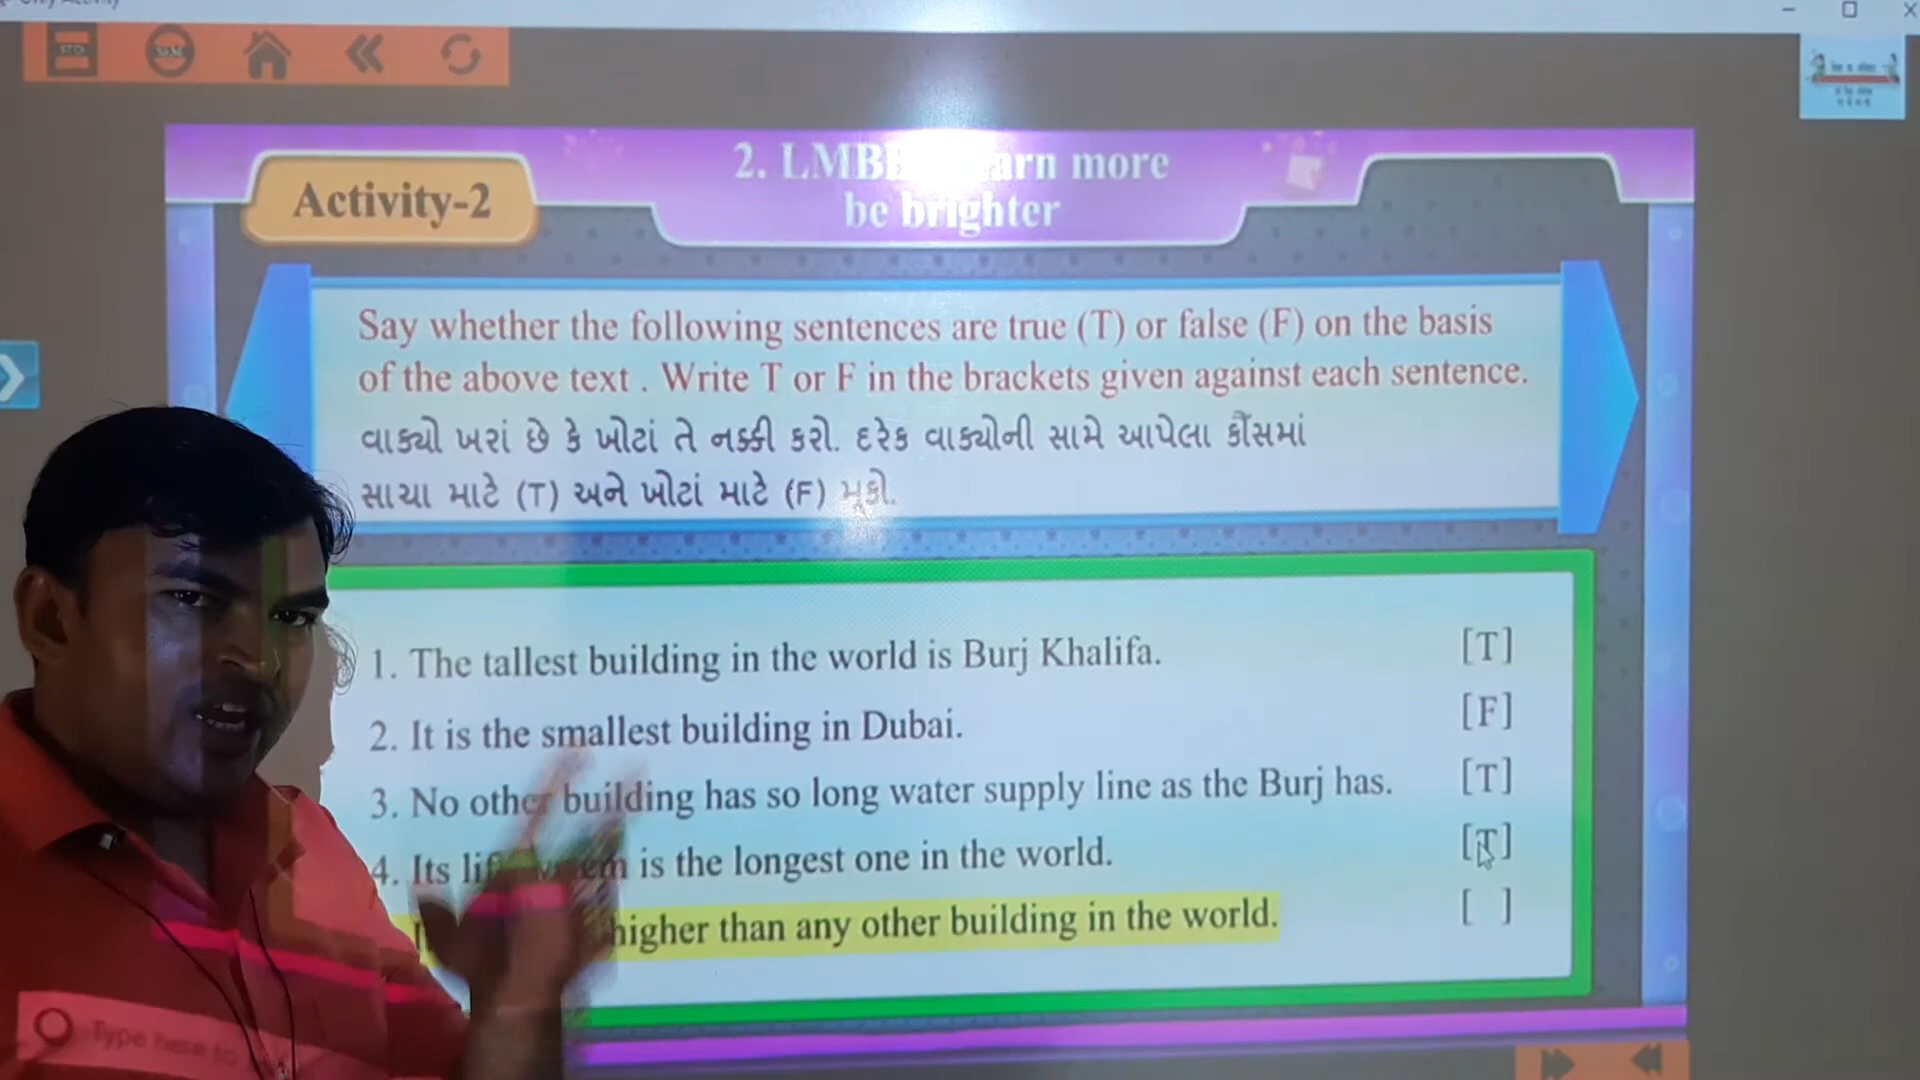 Activity-2
2. LMB arn more
be brighter
Say whether the following sentences are true (T) or false (F) on the basis
of the above text . Write T or F in the brackets given against each sentence.
વાક્યો ખરાં છે કે ખોટાં તે નક્કી કરો. દરેક વાક્યોની સામે આપેલા કૌંસમાં
સાચા માટે (T) અને ખોટાં માટે (F) મૂકો.
1. The tallest building in the world is Burj Khalifa. [T]
2. It is the smallest building in Dubai. [F]
3. No other building has so long water supply line as the Burj has. [T]
4. Its is the longest one in the world. [T]
higher than any other building in the world. [ ]
Type here to